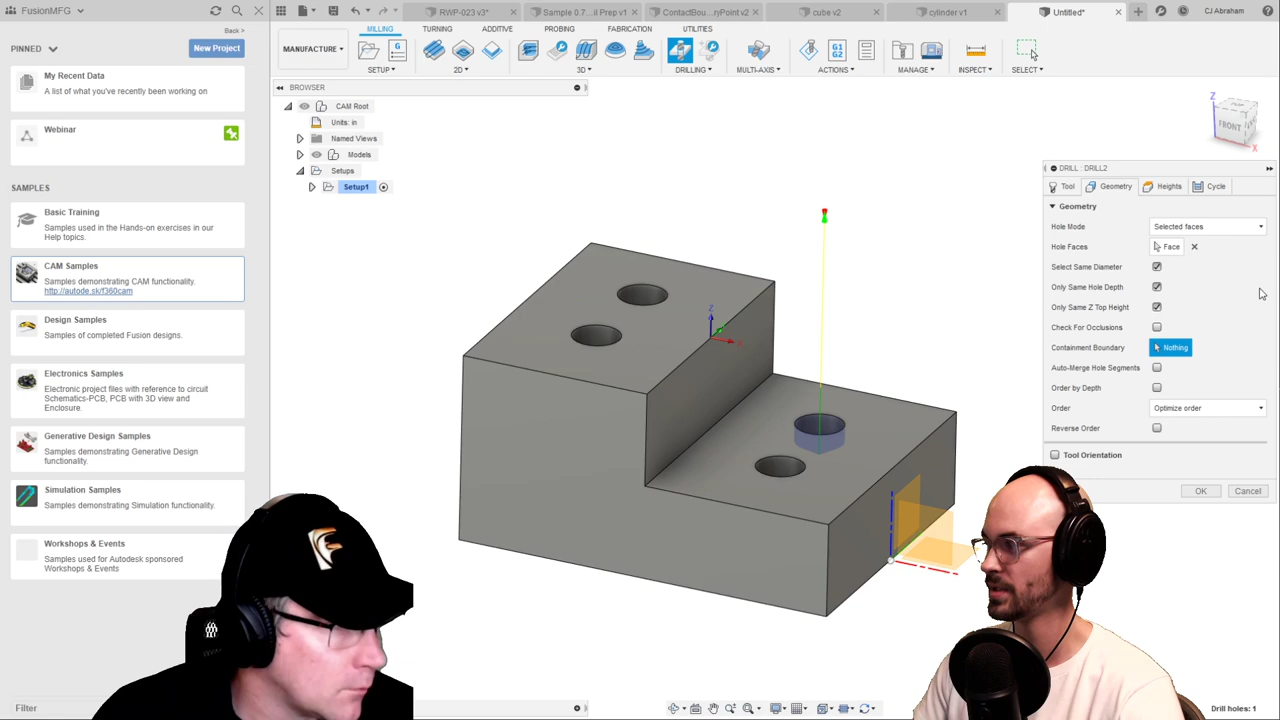 FusionMFG
RWP-023 v3*
Sample 0.7...il Prep v1
ContactBou...ryPoint v2
cube v2
cylinder v1
Untitled*
CJ Abraham
Back >
PINNED
New Project
My Recent Data
A list of what you've recently been working on
Webinar
SAMPLES
Basic Training
Samples used in the Hands-on exercises in our
Help topics.
CAM Samples
Samples demonstrating CAM functionality.
http://autode.sk/f360cam
Design Samples
Samples of completed Fusion designs.
Electronics Samples
Electronic project files with reference to circuit
Schematics-PCB, PCB with 3D view and
Enclosure.
Generative Design Samples
Samples demonstrating Generative Design
functionality.
Simulation Samples
Samples demonstrating Simulation functionality.
Workshops & Events
Samples used for Autodesk sponsored
Workshops & Events
Filter
MILLING
TURNING
ADDITIVE
PROBING
FABRICATION
UTILITIES
MANUFACTURE
G
G1
G2
SETUP
2D
3D
DRILLING
MULTI-AXIS
ACTIONS
MANAGE
INSPECT
SELECT
BROWSER
CAM Root
Units: in
Named Views
Models
Setups
Setup1
Z
FRONT
X
Z
DRILL : DRILL2
Tool
Geometry
Heights
Cycle
Geometry
Hole Mode
Selected faces
Hole Faces
Face
Select Same Diameter
Only Same Hole Depth
Only Same Z Top Height
Check For Occlusions
Containment Boundary
Nothing
Auto-Merge Hole Segments
Order by Depth
Order
Optimize order
Reverse Order
Tool Orientation
OK
Cancel
Drill holes: 1